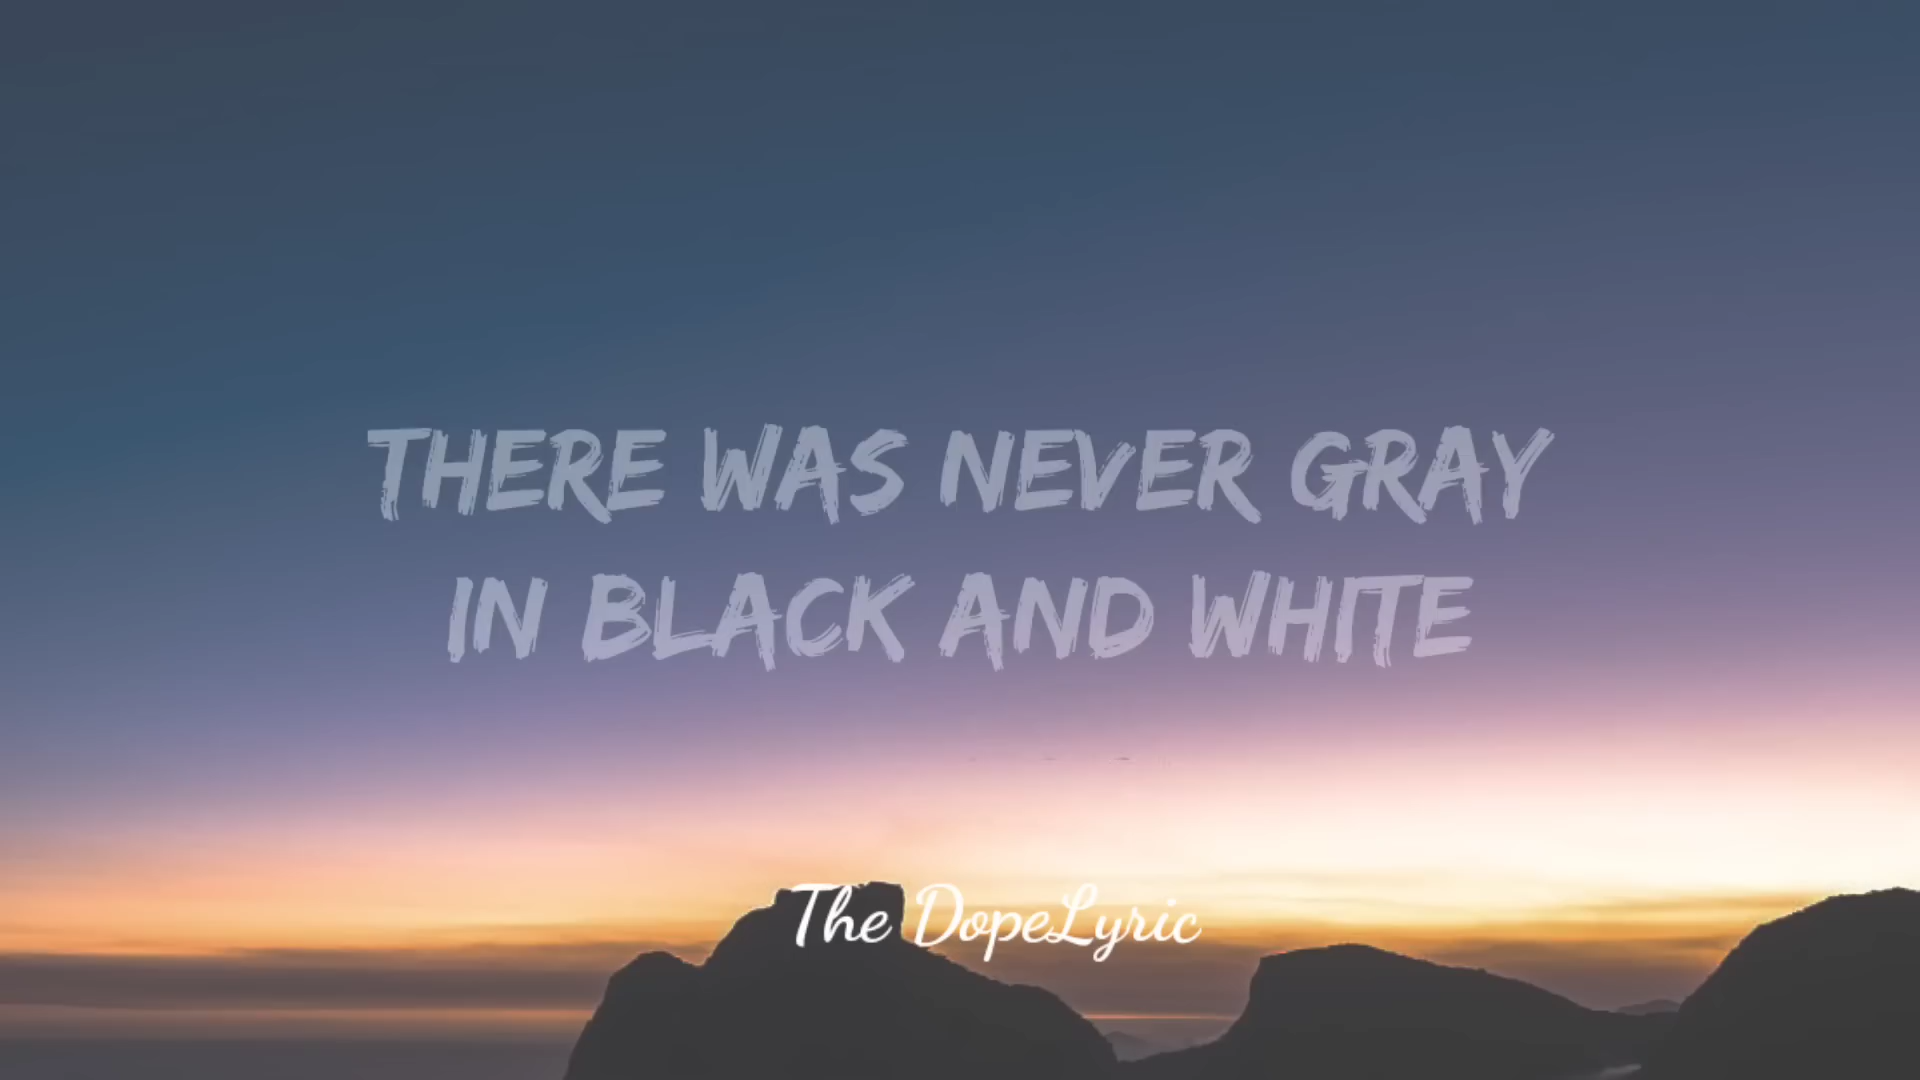 THERE WAS NEVER GRAY
IN BLACK AND WHITE
The DopeLyric